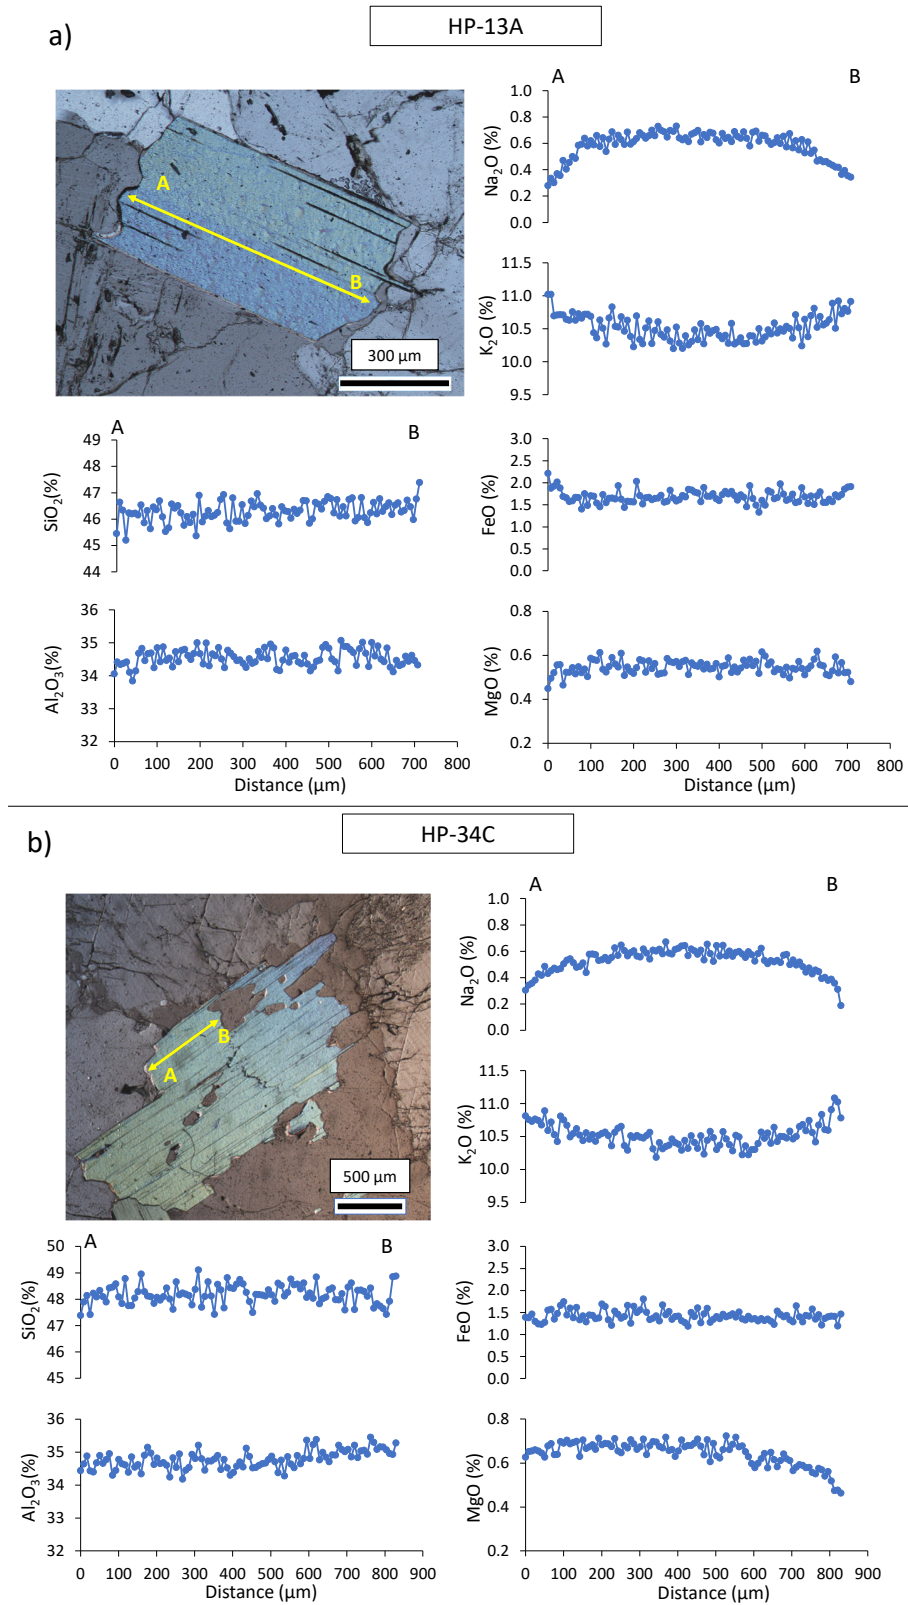 HP-13A
a)
A B
A
B
300 µm
1.0
0.8
0.6
0.4
0.2
0.0
Na₂O (%)
11.5
11.0
10.5
10.0
9.5
K₂O (%)
A B
49
48
47
46
45
44
SiO₂(%)
3.0
2.5
2.0
1.5
1.0
0.5
0.0
FeO (%)
36
35
34
33
32
Al₂O₃(%)
0 100 200 300 400 500 600 700 800
Distance (µm)
0.8
0.6
0.4
0.2
MgO (%)
0 100 200 300 400 500 600 700 800
Distance (µm)
HP-34C
b)
A B
B
A
500 µm
1.0
0.8
0.6
0.4
0.2
0.0
Na₂O (%)
11.5
11.0
10.5
10.0
9.5
K₂O (%)
A B
50
49
48
47
46
45
SiO₂(%)
3.0
2.5
2.0
1.5
1.0
0.5
0.0
FeO (%)
36
35
34
33
32
Al₂O₃(%)
0 100 200 300 400 500 600 700 800 900
Distance (µm)
0.8
0.6
0.4
0.2
MgO (%)
0 100 200 300 400 500 600 700 800 900
Distance (µm)